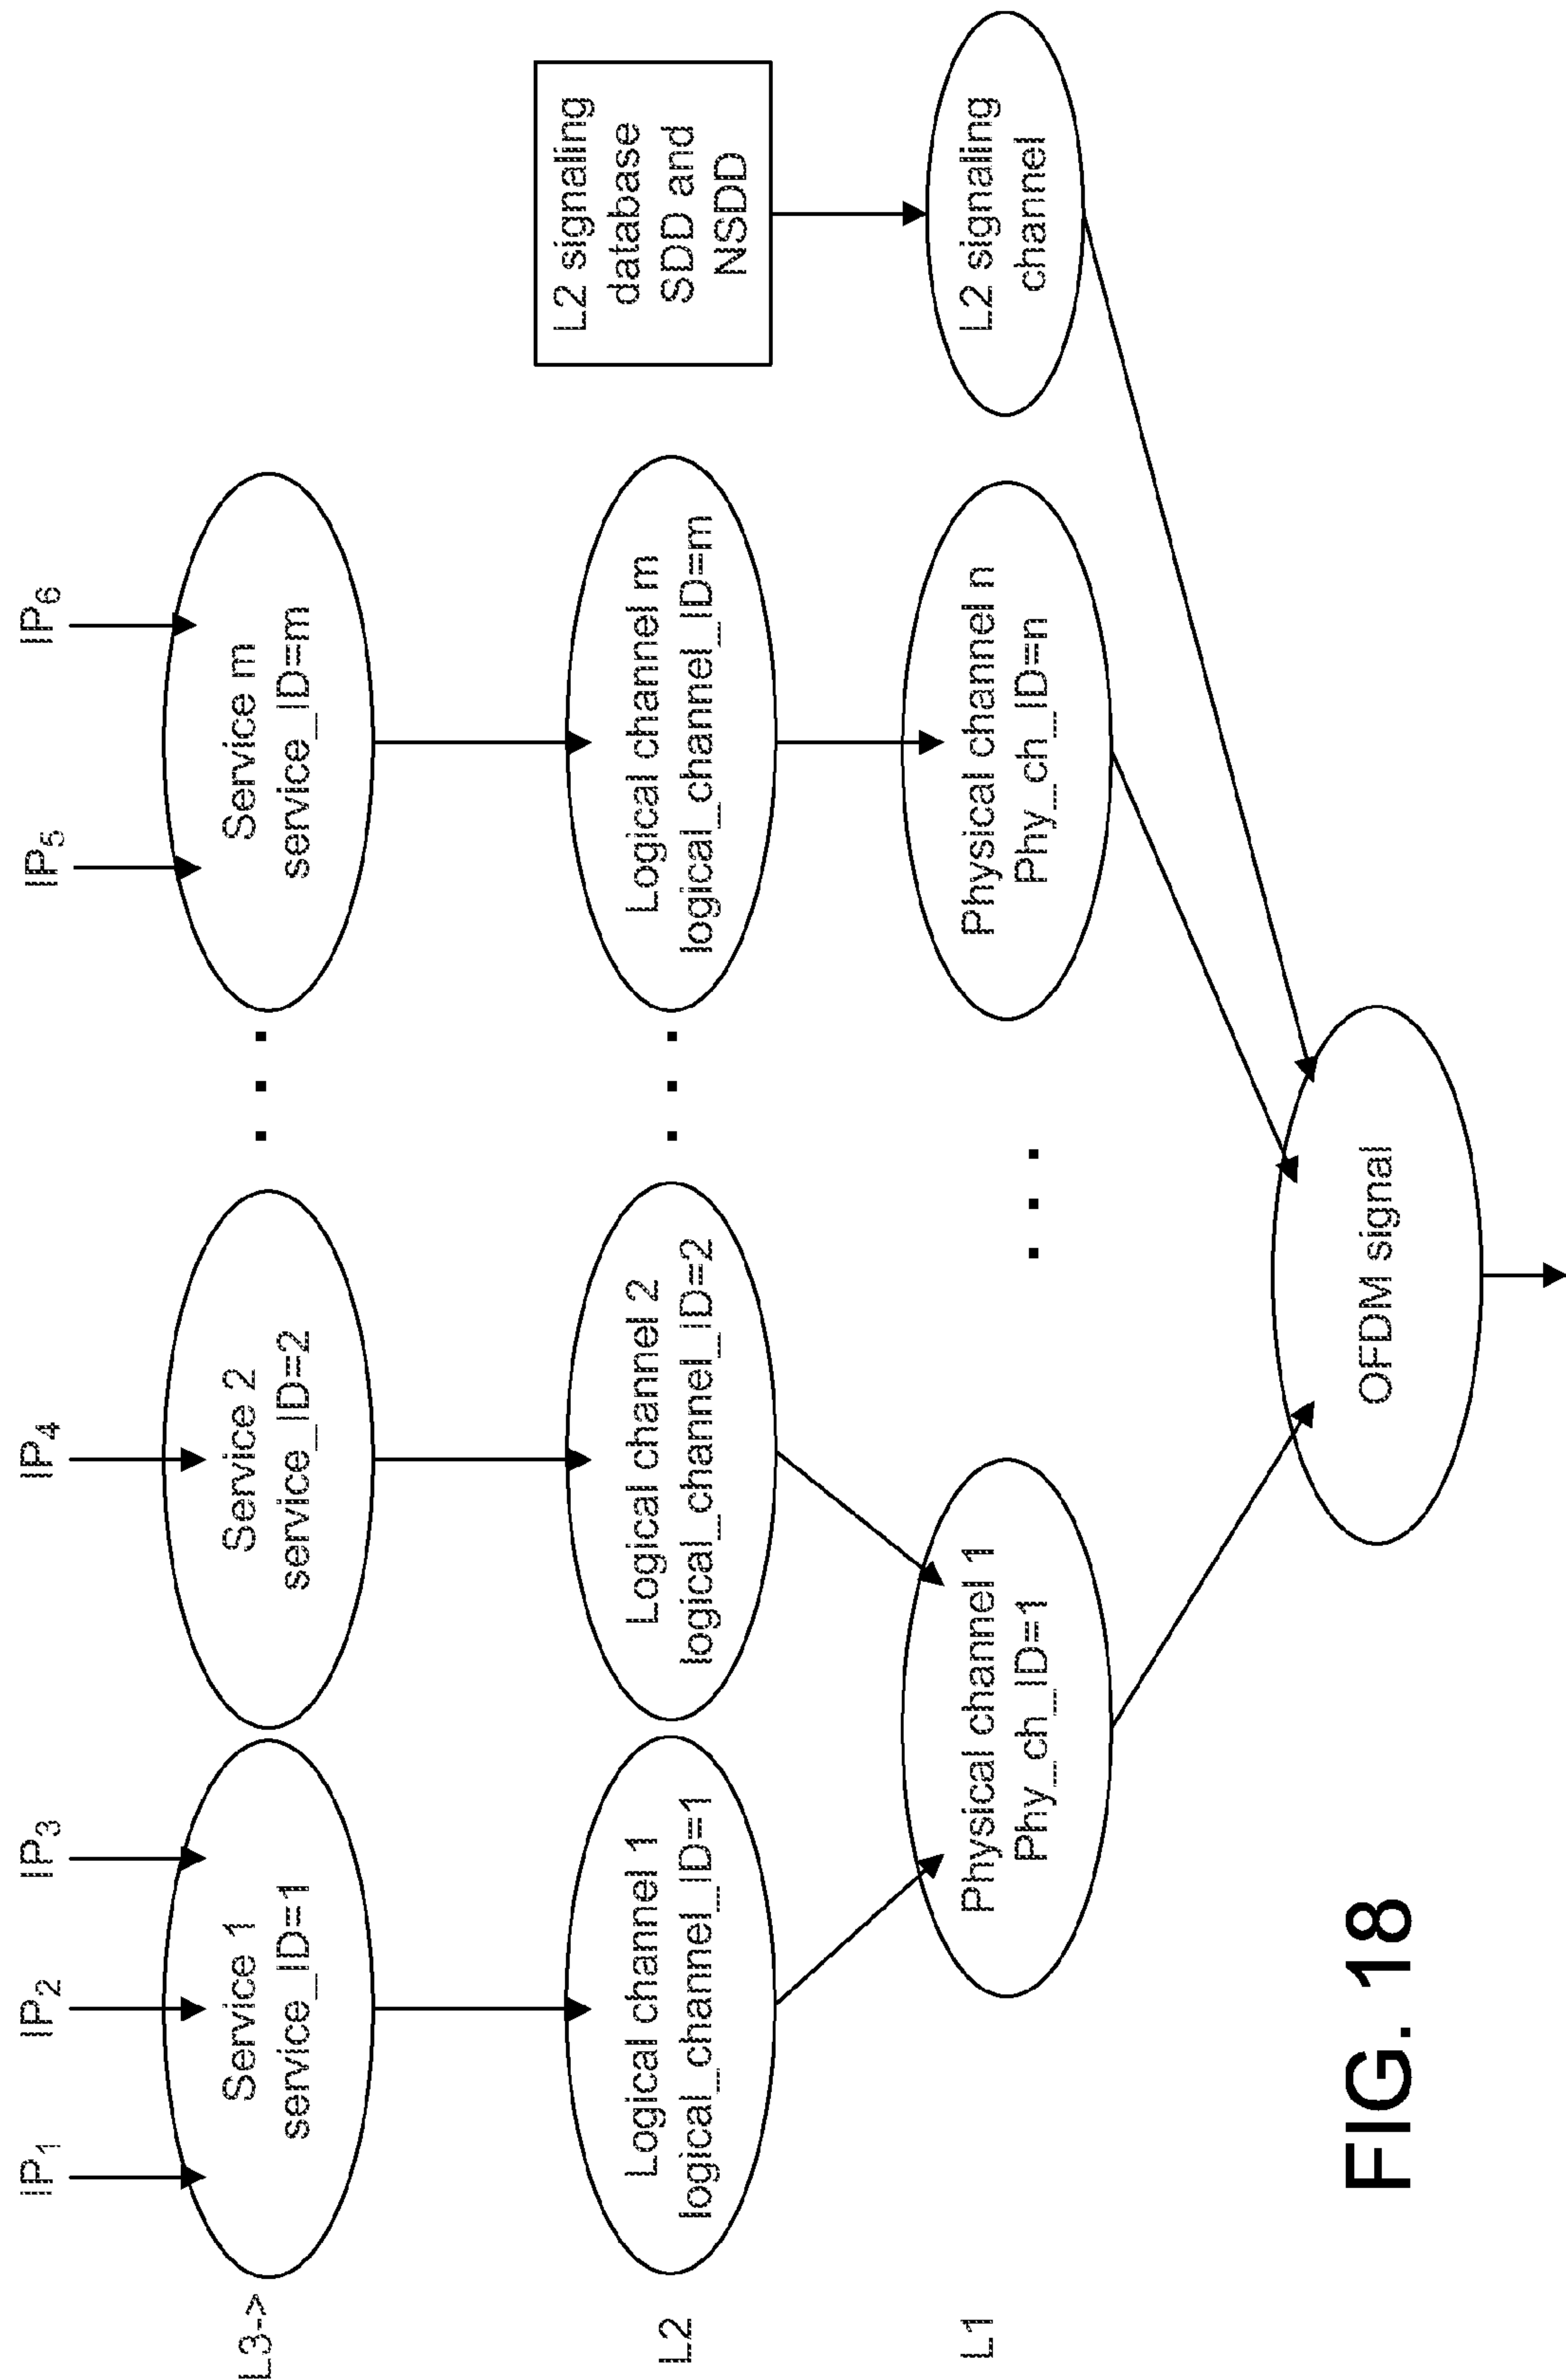 IP1
IP2
IP3
IP4
IP5
IP6
L3->
Service 1
service_ID=1
Service 2
service_ID=2
. . .
Service m
service_ID=m
L2 signaling
database
SDD and
NSDD
L2
Logical channel 1
logical_channel_ID=1
Logical channel 2
logical_channel_ID=2
. . .
Logical channel m
logical_channel_ID=m
L1
Physical channel 1
Phy_ch_ID=1
. . .
Physical channel n
Phy_ch_ID=n
L2 signaling
channel
OFDM signal
FIG. 18